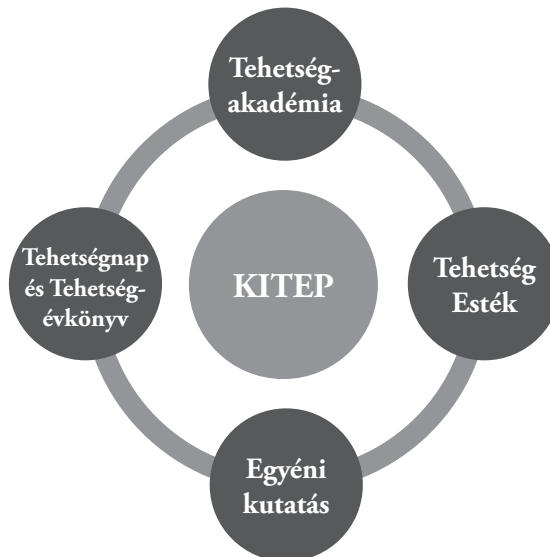 Tehetség-
akadémia
Tehetségnap
és Tehetség-
évkönyv
KITEP
Tehetség
Esték
Egyéni
kutatás